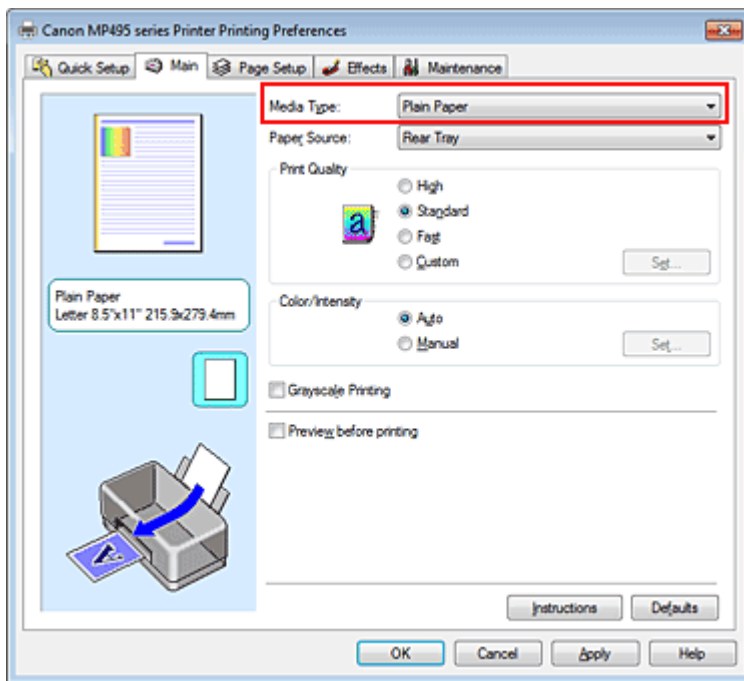 Canon MP495 series Printer Printing Preferences
Quick Setup Main Page Setup Effects Maintenance
Media Type: Plain Paper
Paper Source: Rear Tray
Print Quality
High
Standard
Fast
Custom Set...
a
Plain Paper
Letter 8.5"x11" 215.9x279.4mm
Color/Intensity
Auto
Manual Set...
Grayscale Printing
Preview before printing
A
Instructions Defaults
OK Cancel Apply Help